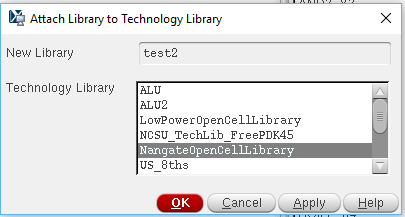 Attach Library to Technology Library
New Library
test2
Technology Library
ALU
ALU2
LowPowerOpenCellLibrary
NCSU_TechLib_FreePDK45
NangateOpenCellLibrary
US_8ths
OK Cancel Apply Help